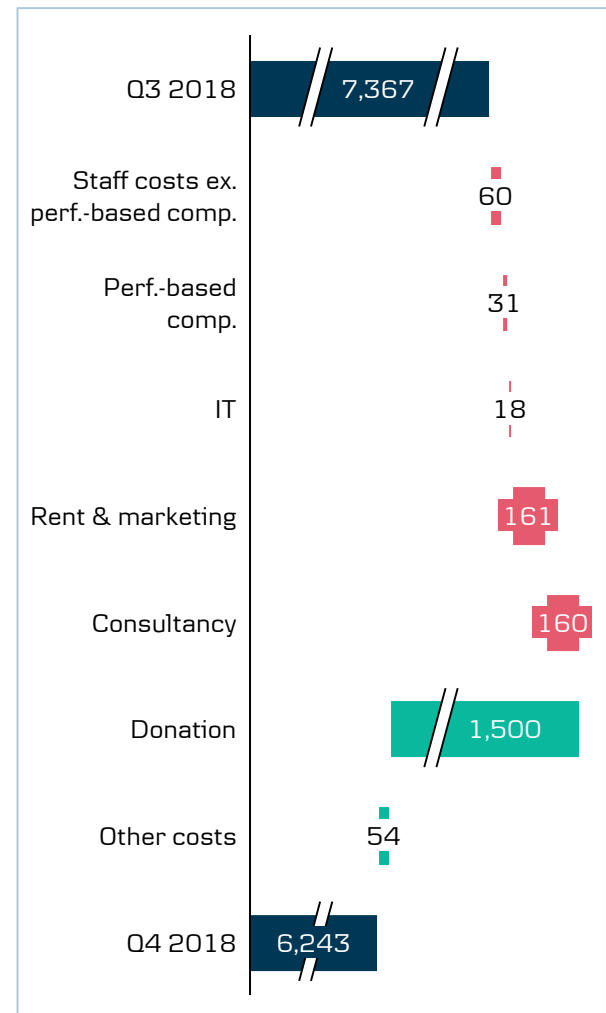 Q3 2018
7,367
Staff costs ex.
perf.-based comp.
60
Perf.-based
comp.
31
IT
18
Rent & marketing
161
Consultancy
160
Donation
1,500
Other costs
54
Q4 2018
6,243